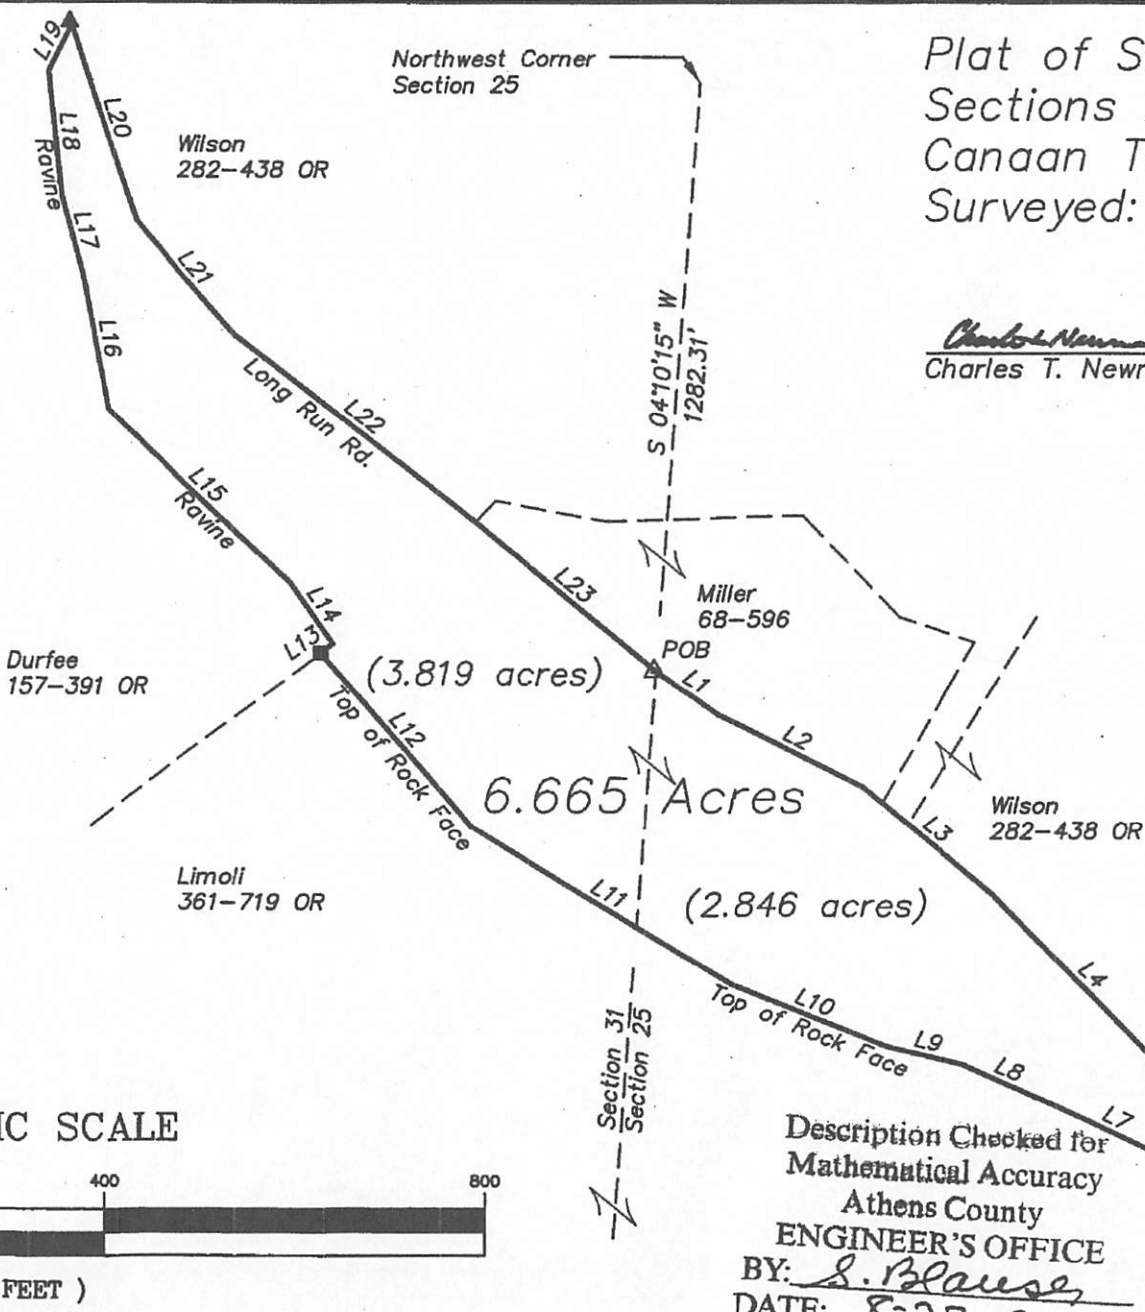 L19
L20
L18
Ravine
L17
L16
L21
Wilson
282-438 OR
Northwest Corner
Section 25
Plat of S
Sections
Canaan T
Surveyed:
Charles T. Newr
S 04°10'15" W
1282.31'
Long Run Rd.
L22
L15
Ravine
L14
L13
L23
Miller
68-596
POB
L1
L2
L3
L4
Durfee
157-391 OR
(3.819 acres)
Top of Rock Face
L12
6.665 Acres
Wilson
282-438 OR
Limoli
361-719 OR
L11
(2.846 acres)
Top of Rock Face
L10
L9
L8
L7
Section 31
Section 25
IC SCALE
400
800
FEET )
Description Checked for
Mathematical Accuracy
Athens County
ENGINEER'S OFFICE
BY: S. Blause
DATE: